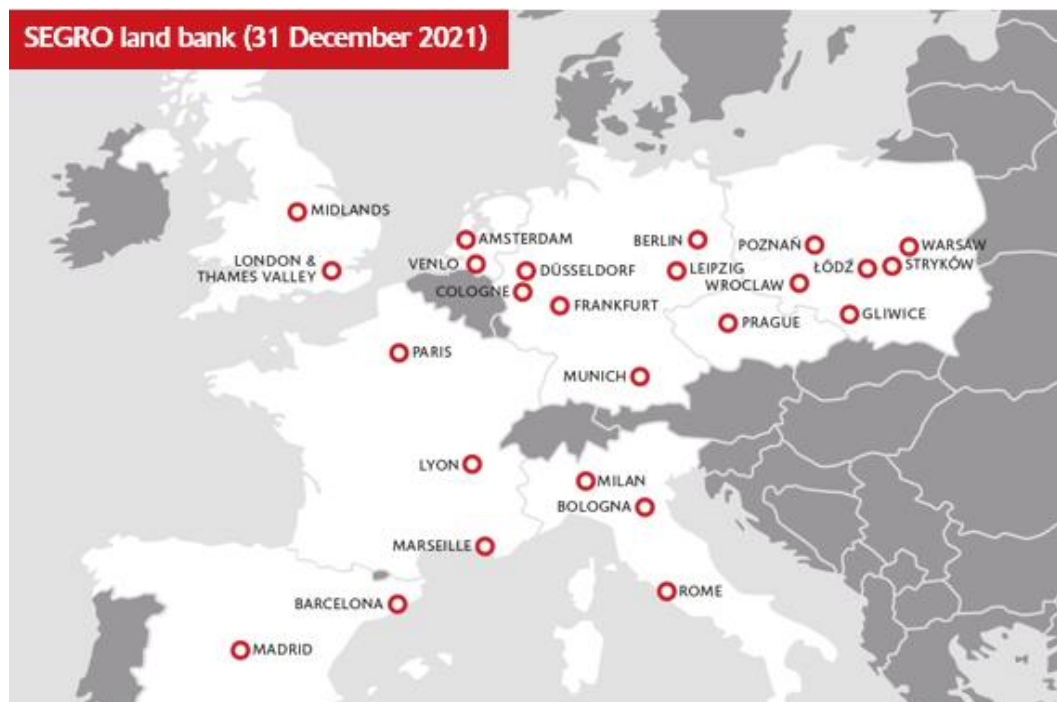 SEGRO land bank (31 December 2021)
MIDLANDS
LONDON &
THAMES VALLEY
AMSTERDAM
VENLO
DÜSSELDORF
COLOGNE
FRANKFURT
BERLIN
LEIPZIG
POZNAŃ
WARSAW
ŁÓDŹ
STRYKÓW
WROCLAW
GLIWICE
PRAGUE
PARIS
MUNICH
LYON
MILAN
BOLOGNA
MARSEILLE
ROME
BARCELONA
MADRID